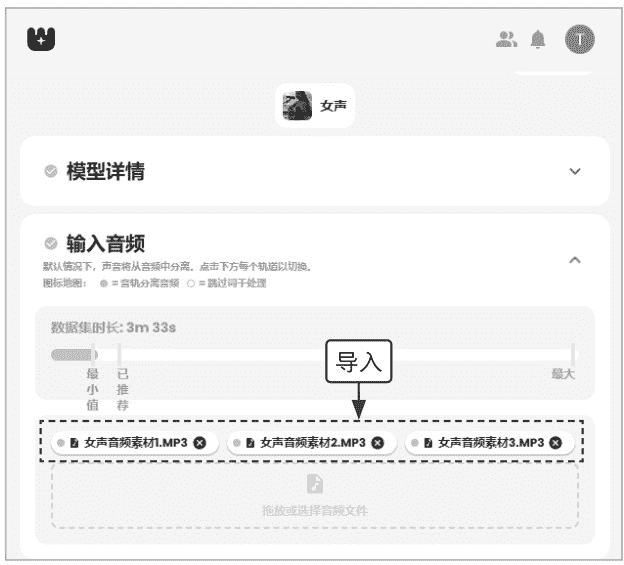 T
女声
模型详情
输入音频
默认情况下，声音将从音频中分离。点击下方每个轨道以切换。
图标地图： = 音轨分离音频 = 跳过词干处理
数据集时长: 3m 33s
最小值
已推荐
最大
导入
女声音频素材1.MP3
女声音频素材2.MP3
女声音频素材3.MP3
拖放或选择音频文件